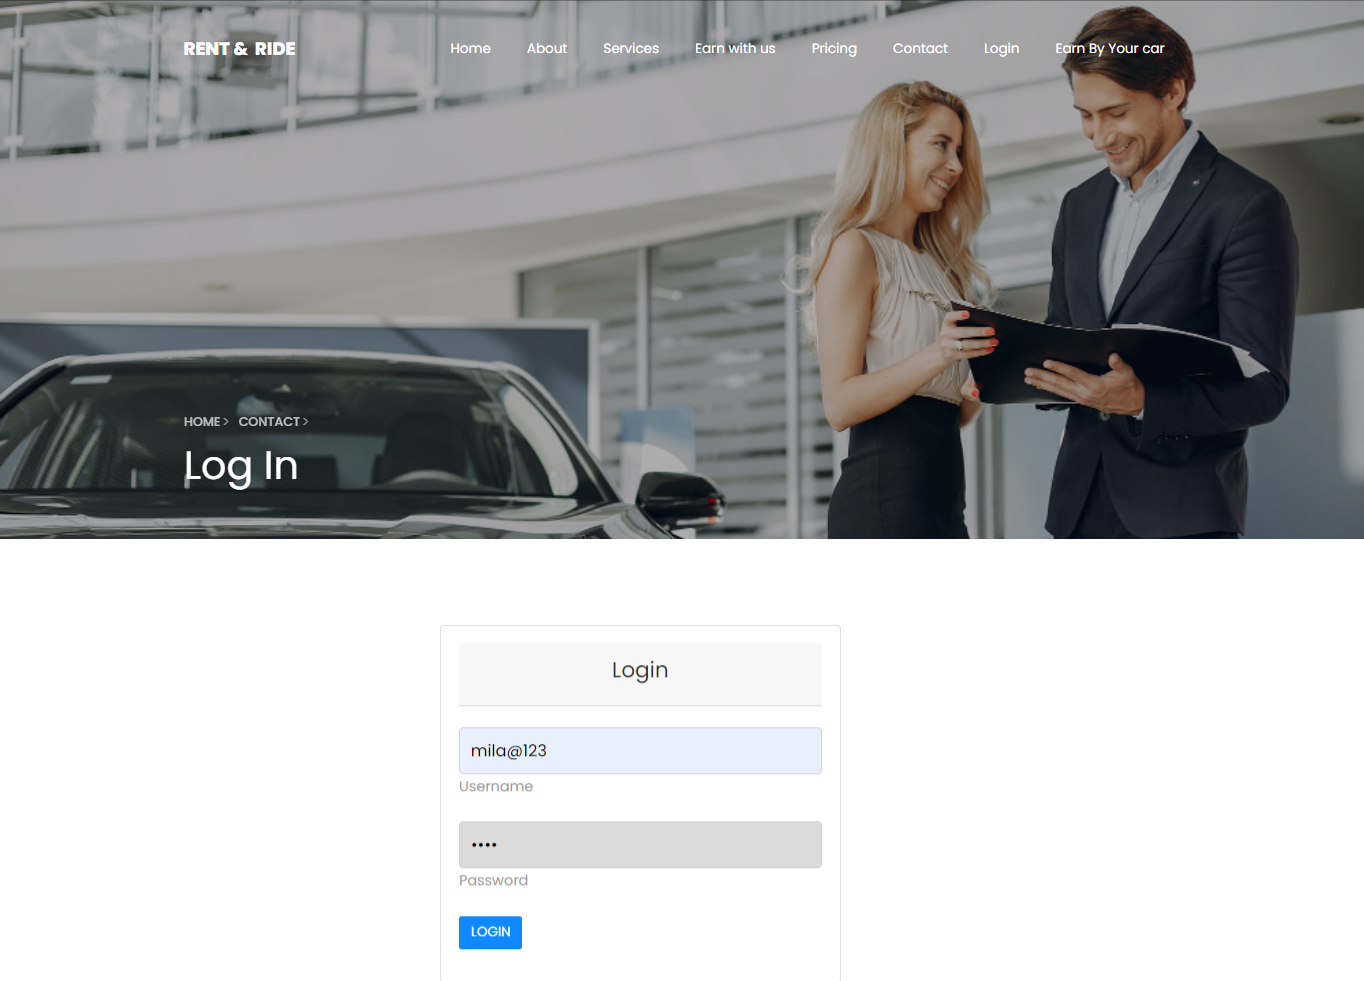 RENT & RIDE
Home About Services Earn with us Pricing Contact Login Earn By Your car
HOME > CONTACT >
Log In
Login
mila@123
Username
••••
Password
LOGIN